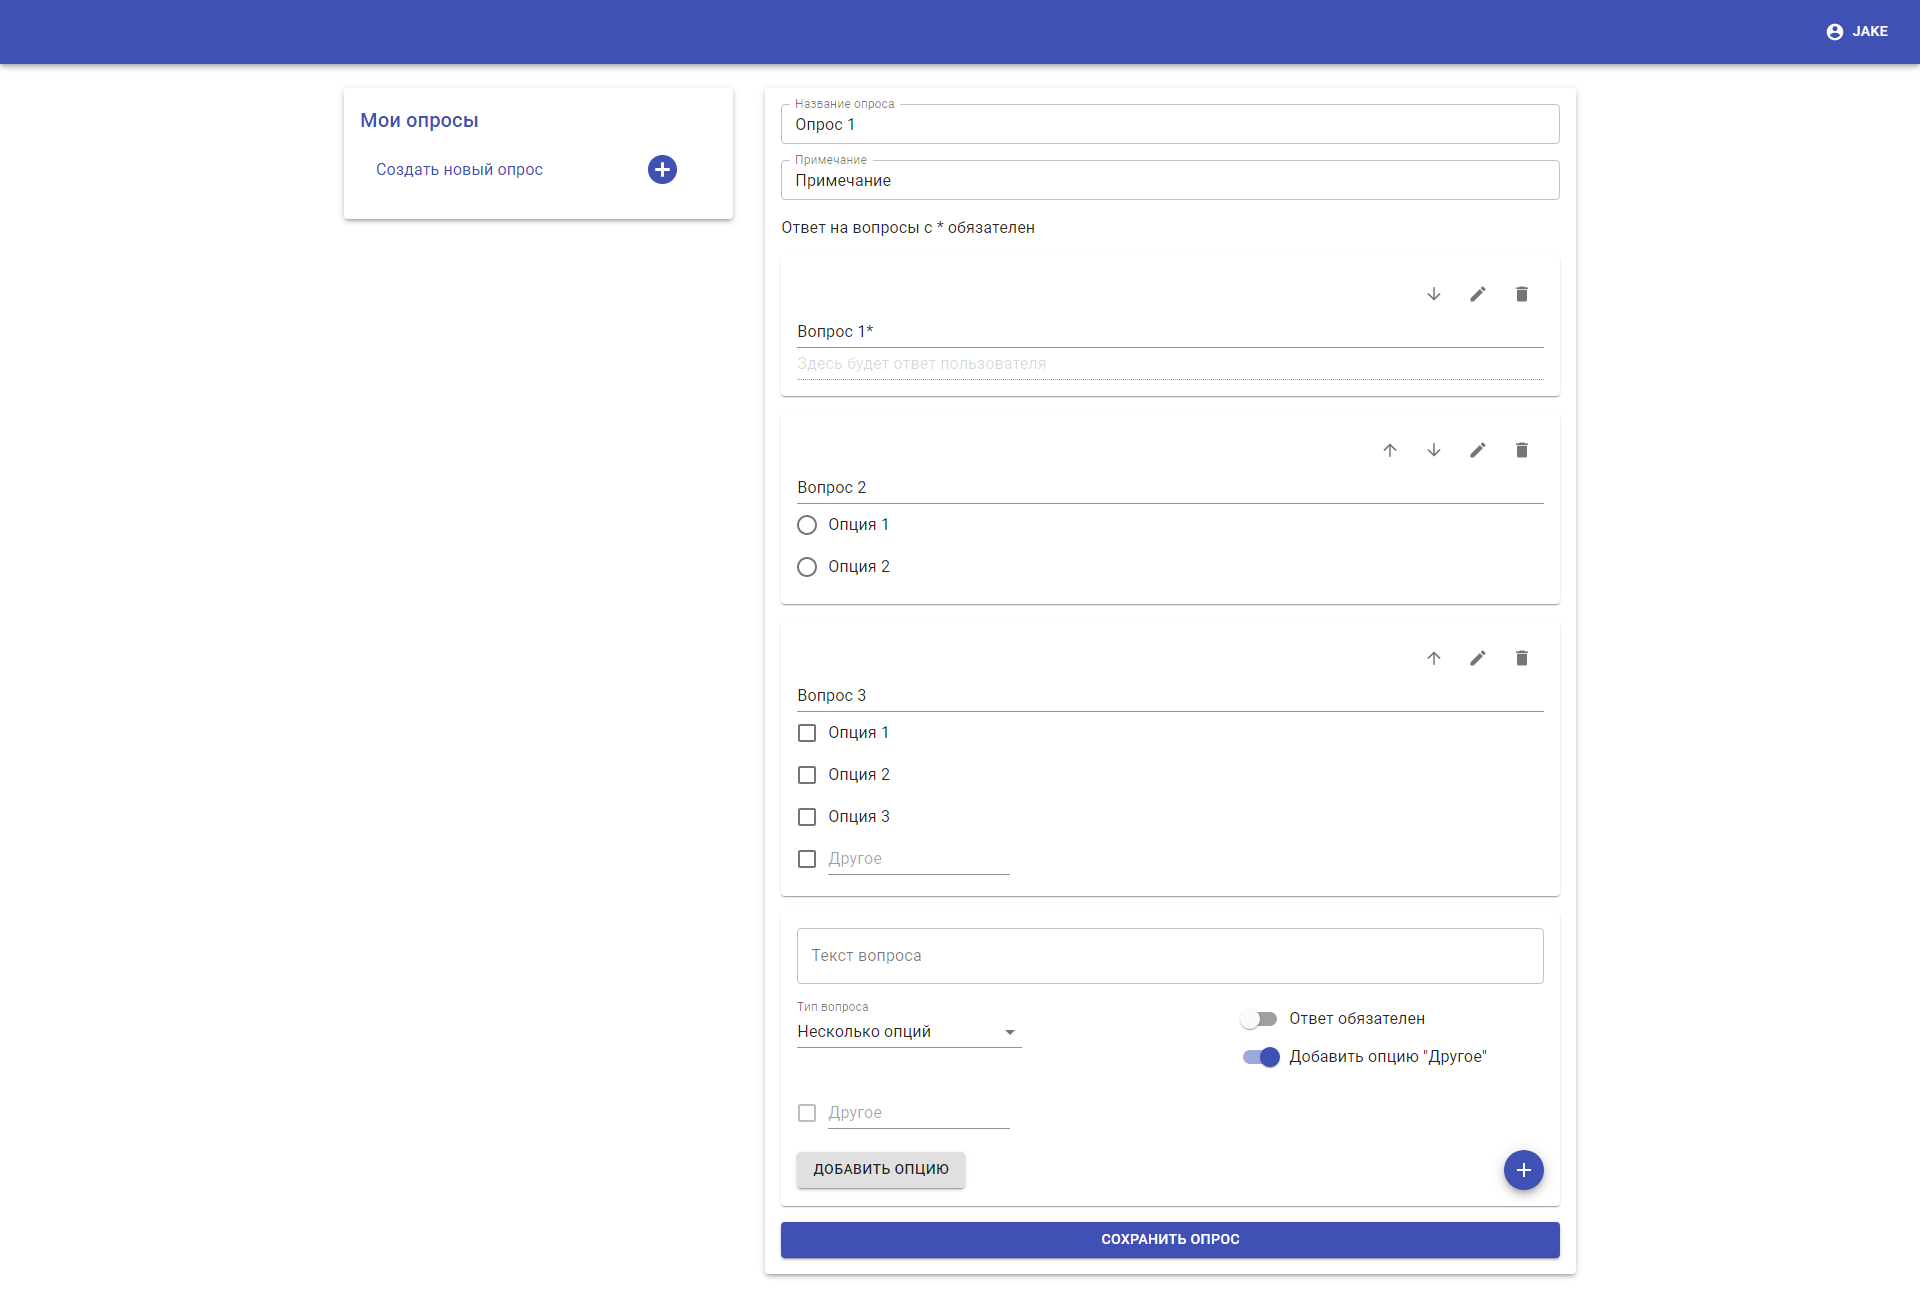 JAKE
Мои опросы
Создать новый опрос
Название опроса
Опрос 1
Примечание
Примечание
Ответ на вопросы с * обязателен
Вопрос 1*
Здесь будет ответ пользователя
Вопрос 2
Опция 1
Опция 2
Вопрос 3
Опция 1
Опция 2
Опция 3
Другое
Текст вопроса
Тип вопроса
Несколько опций
Ответ обязателен
Добавить опцию "Другое"
Другое
ДОБАВИТЬ ОПЦИЮ
СОХРАНИТЬ ОПРОС